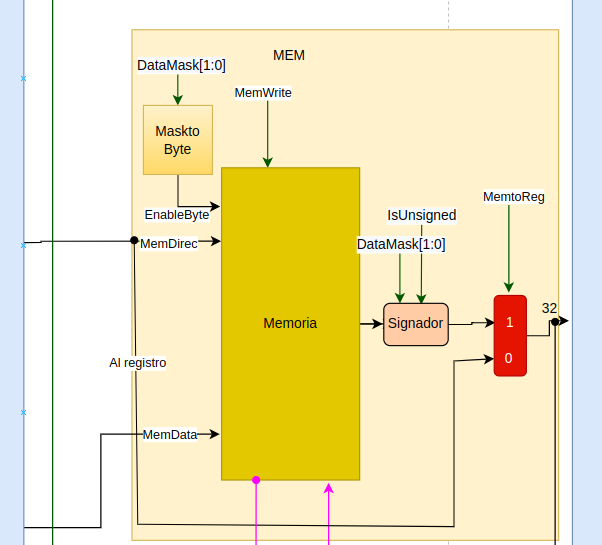 MEM
DataMask[1:0]
MemWrite
Maskto
Byte
EnableByte
MemDirec
IsUnsigned
MemtoReg
DataMask[1:0]
Memoria
Signador
32
1
0
Al registro
MemData